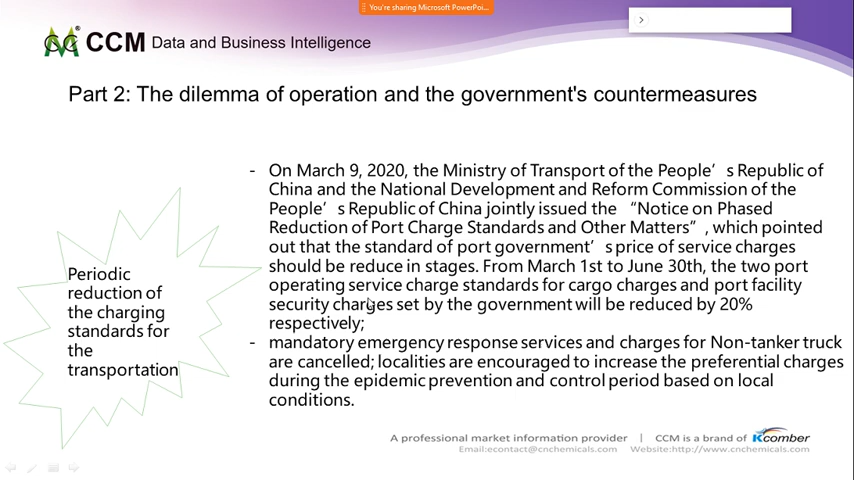 You're sharing Microsoft PowerPoi...
CCM Data and Business Intelligence
Part 2: The dilemma of operation and the government's countermeasures
- On March 9, 2020, the Ministry of Transport of the People’s Republic of
China and the National Development and Reform Commission of the
People’s Republic of China jointly issued the “Notice on Phased
Reduction of Port Charge Standards and Other Matters”, which pointed
out that the standard of port government’s price of service charges
should be reduce in stages. From March 1st to June 30th, the two port
operating service charge standards for cargo charges and port facility
security charges set by the government will be reduced by 20%
respectively;
- mandatory emergency response services and charges for Non-tanker truck
are cancelled; localities are encouraged to increase the preferential charges
during the epidemic prevention and control period based on local
conditions.
Periodic
reduction of
the charging
standards for
the
transportation
A professional market information provider | CCM is a brand of Kcomber
Email:econtact@cnchemicals.com Website:http://www.cnchemicals.com